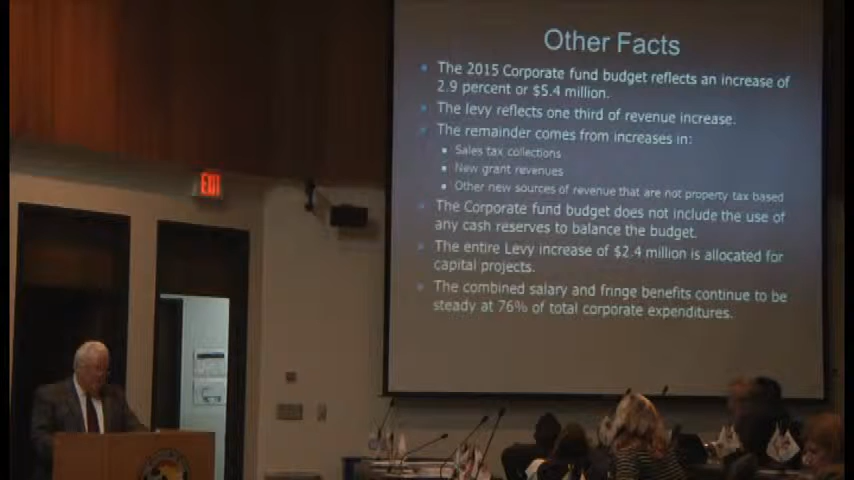 EXIT
Other Facts
The 2015 Corporate fund budget reflects an increase of
2.9 percent or $5.4 million.
The levy reflects one third of revenue increase.
The remainder comes from increases in:
Sales tax collections
New grant revenues
Other new sources of revenue that are not property tax based
The Corporate fund budget does not include the use of
any cash reserves to balance the budget.
The entire Levy increase of $2.4 million is allocated for
capital projects.
The combined salary and fringe benefits continue to be
steady at 76% of total corporate expenditures.